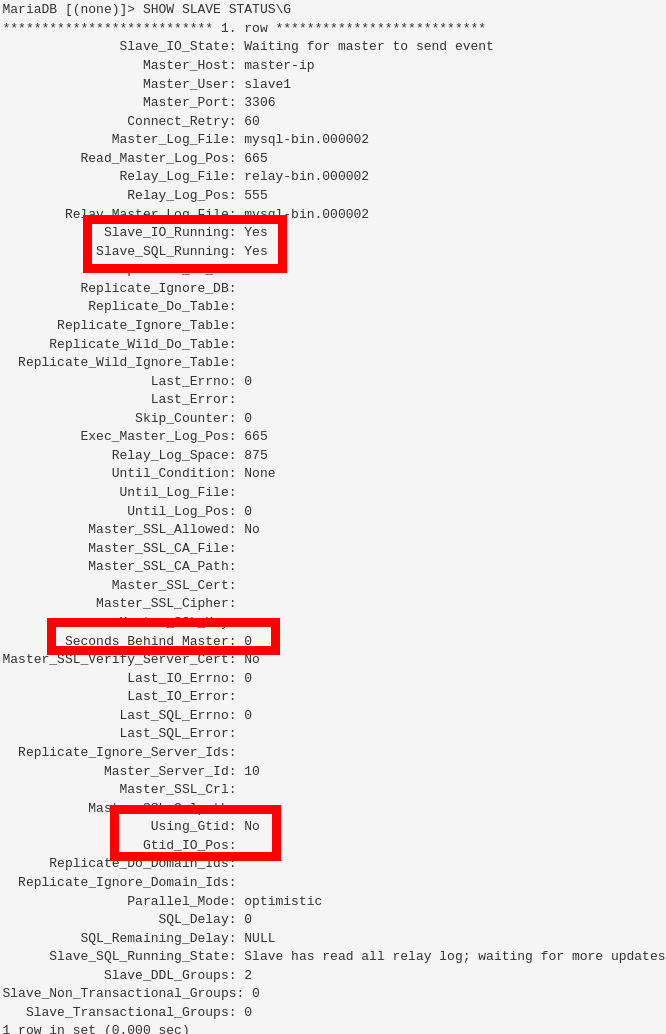 MariaDB [(none)]> SHOW SLAVE STATUS\G
*************************** 1. row ***************************
Slave_IO_State: Waiting for master to send event
Master_Host: master-ip
Master_User: slave1
Master_Port: 3306
Connect_Retry: 60
Master_Log_File: mysql-bin.000002
Read_Master_Log_Pos: 665
Relay_Log_File: relay-bin.000002
Relay_Log_Pos: 555
Relay_Master_Log_File: mysql-bin.000002
Slave_IO_Running: Yes
Slave_SQL_Running: Yes
Replicate_Ignore_DB:
Replicate_Do_Table:
Replicate_Ignore_Table:
Replicate_Wild_Do_Table:
Replicate_Wild_Ignore_Table:
Last_Errno: 0
Last_Error:
Skip_Counter: 0
Exec_Master_Log_Pos: 665
Relay_Log_Space: 875
Until_Condition: None
Until_Log_File:
Until_Log_Pos: 0
Master_SSL_Allowed: No
Master_SSL_CA_File:
Master_SSL_CA_Path:
Master_SSL_Cert:
Master_SSL_Cipher:
Seconds_Behind_Master: 0
Master_SSL_Verify_Server_Cert: No
Last_IO_Errno: 0
Last_IO_Error:
Last_SQL_Errno: 0
Last_SQL_Error:
Replicate_Ignore_Server_Ids:
Master_Server_Id: 10
Master_SSL_Crl:
Using_Gtid: No
Gtid_IO_Pos:
Replicate_Do_Domain_Ids:
Replicate_Ignore_Domain_Ids:
Parallel_Mode: optimistic
SQL_Delay: 0
SQL_Remaining_Delay: NULL
Slave_SQL_Running_State: Slave has read all relay log; waiting for more updates
Slave_DDL_Groups: 2
Slave_Non_Transactional_Groups: 0
Slave_Transactional_Groups: 0
1 row in set (0.000 sec)